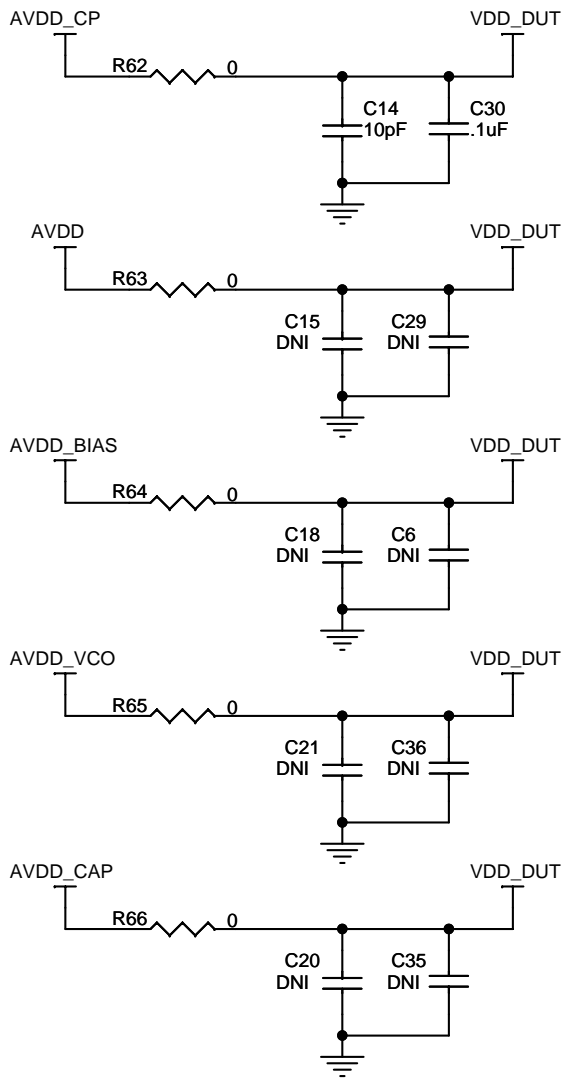 AVDD_CP VDD_DUT
R62 0
C14 C30
10pF .1uF
AVDD VDD_DUT
R63 0
C15 C29
DNI DNI
AVDD_BIAS VDD_DUT
R64 0
C18 C6
DNI DNI
AVDD_VCO VDD_DUT
R65 0
C21 C36
DNI DNI
AVDD_CAP VDD_DUT
R66 0
C20 C35
DNI DNI